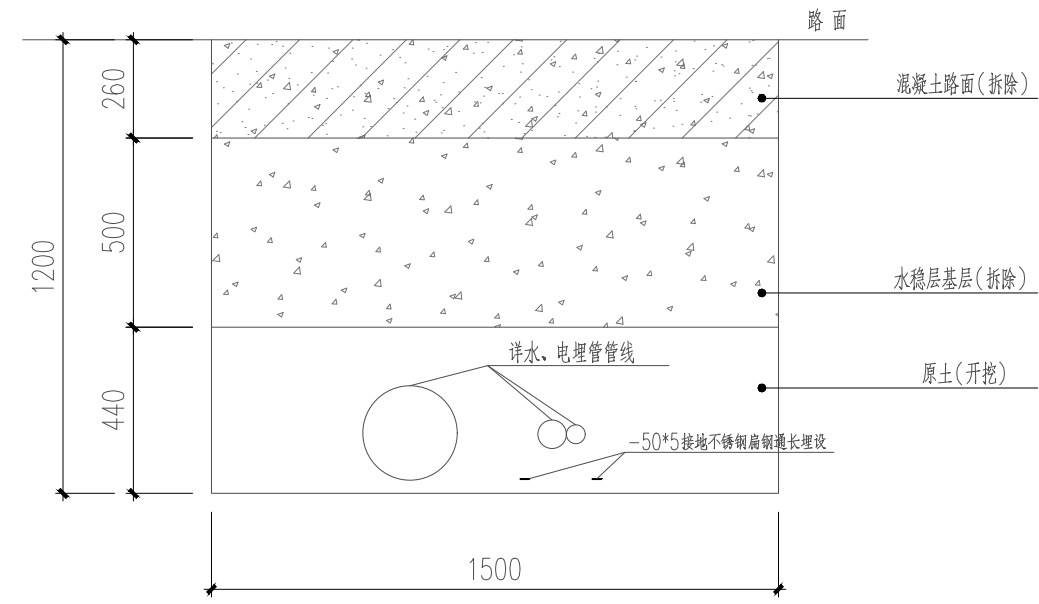 路 面
260
混凝土路面(拆除)
500
1200
水稳层基层(拆除)
详水、电埋管管线
原土(开挖)
440
-50*5接地不锈钢扁钢通长埋设
1500